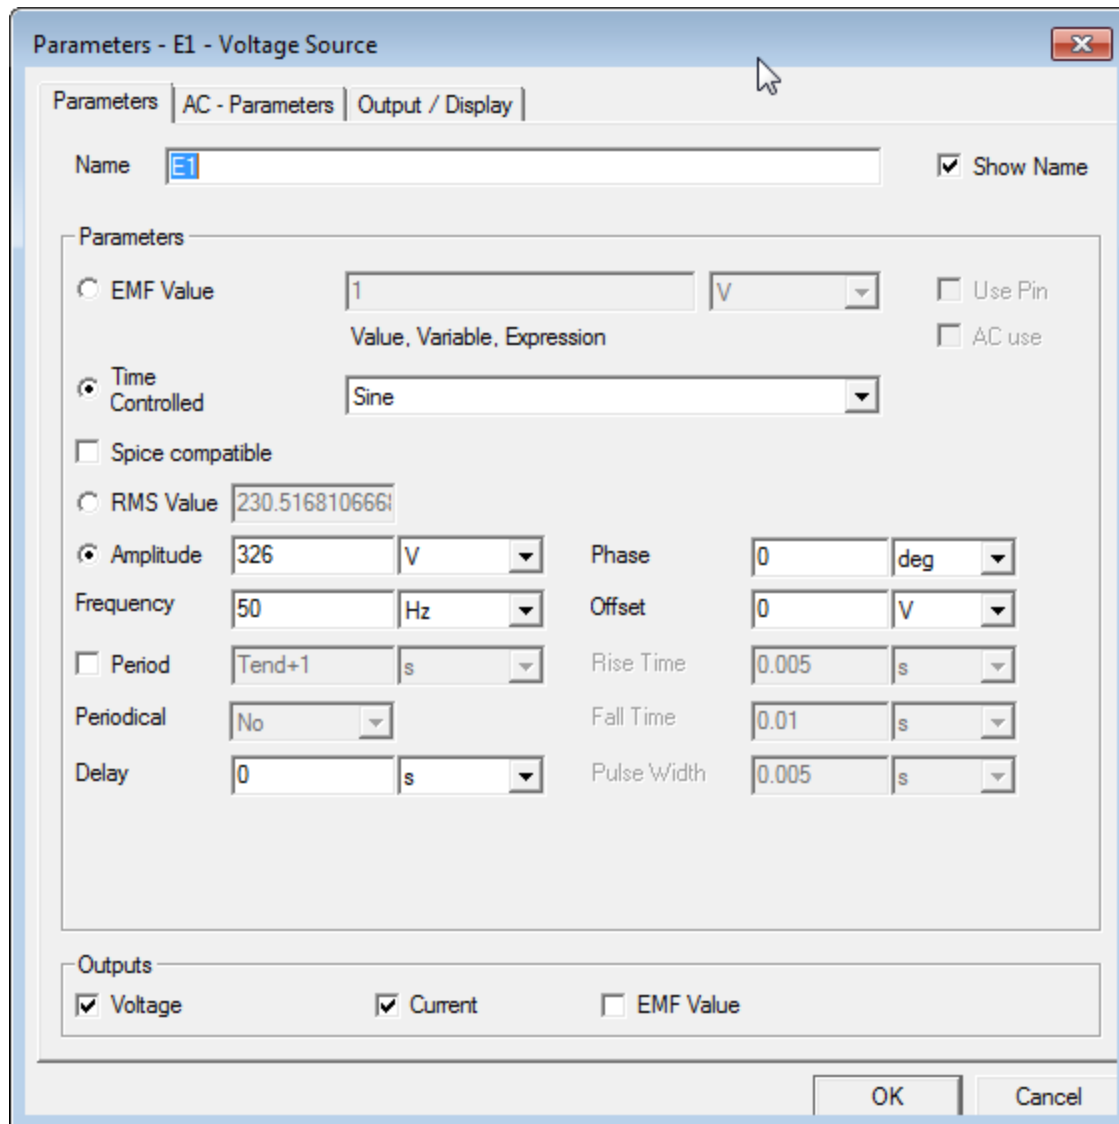 Parameters - E1 - Voltage Source
Parameters AC - Parameters Output / Display
Name E1 Show Name
Parameters
EMF Value 1 V Use Pin
Value, Variable, Expression AC use
Time
Controlled Sine
Spice compatible
RMS Value 230.5168106668
Amplitude 326 V Phase 0 deg
Frequency 50 Hz Offset 0 V
Period Tend+1 s Rise Time 0.005 s
Periodical No Fall Time 0.01 s
Delay 0 s Pulse Width 0.005 s
Outputs
Voltage Current EMF Value
OK Cancel